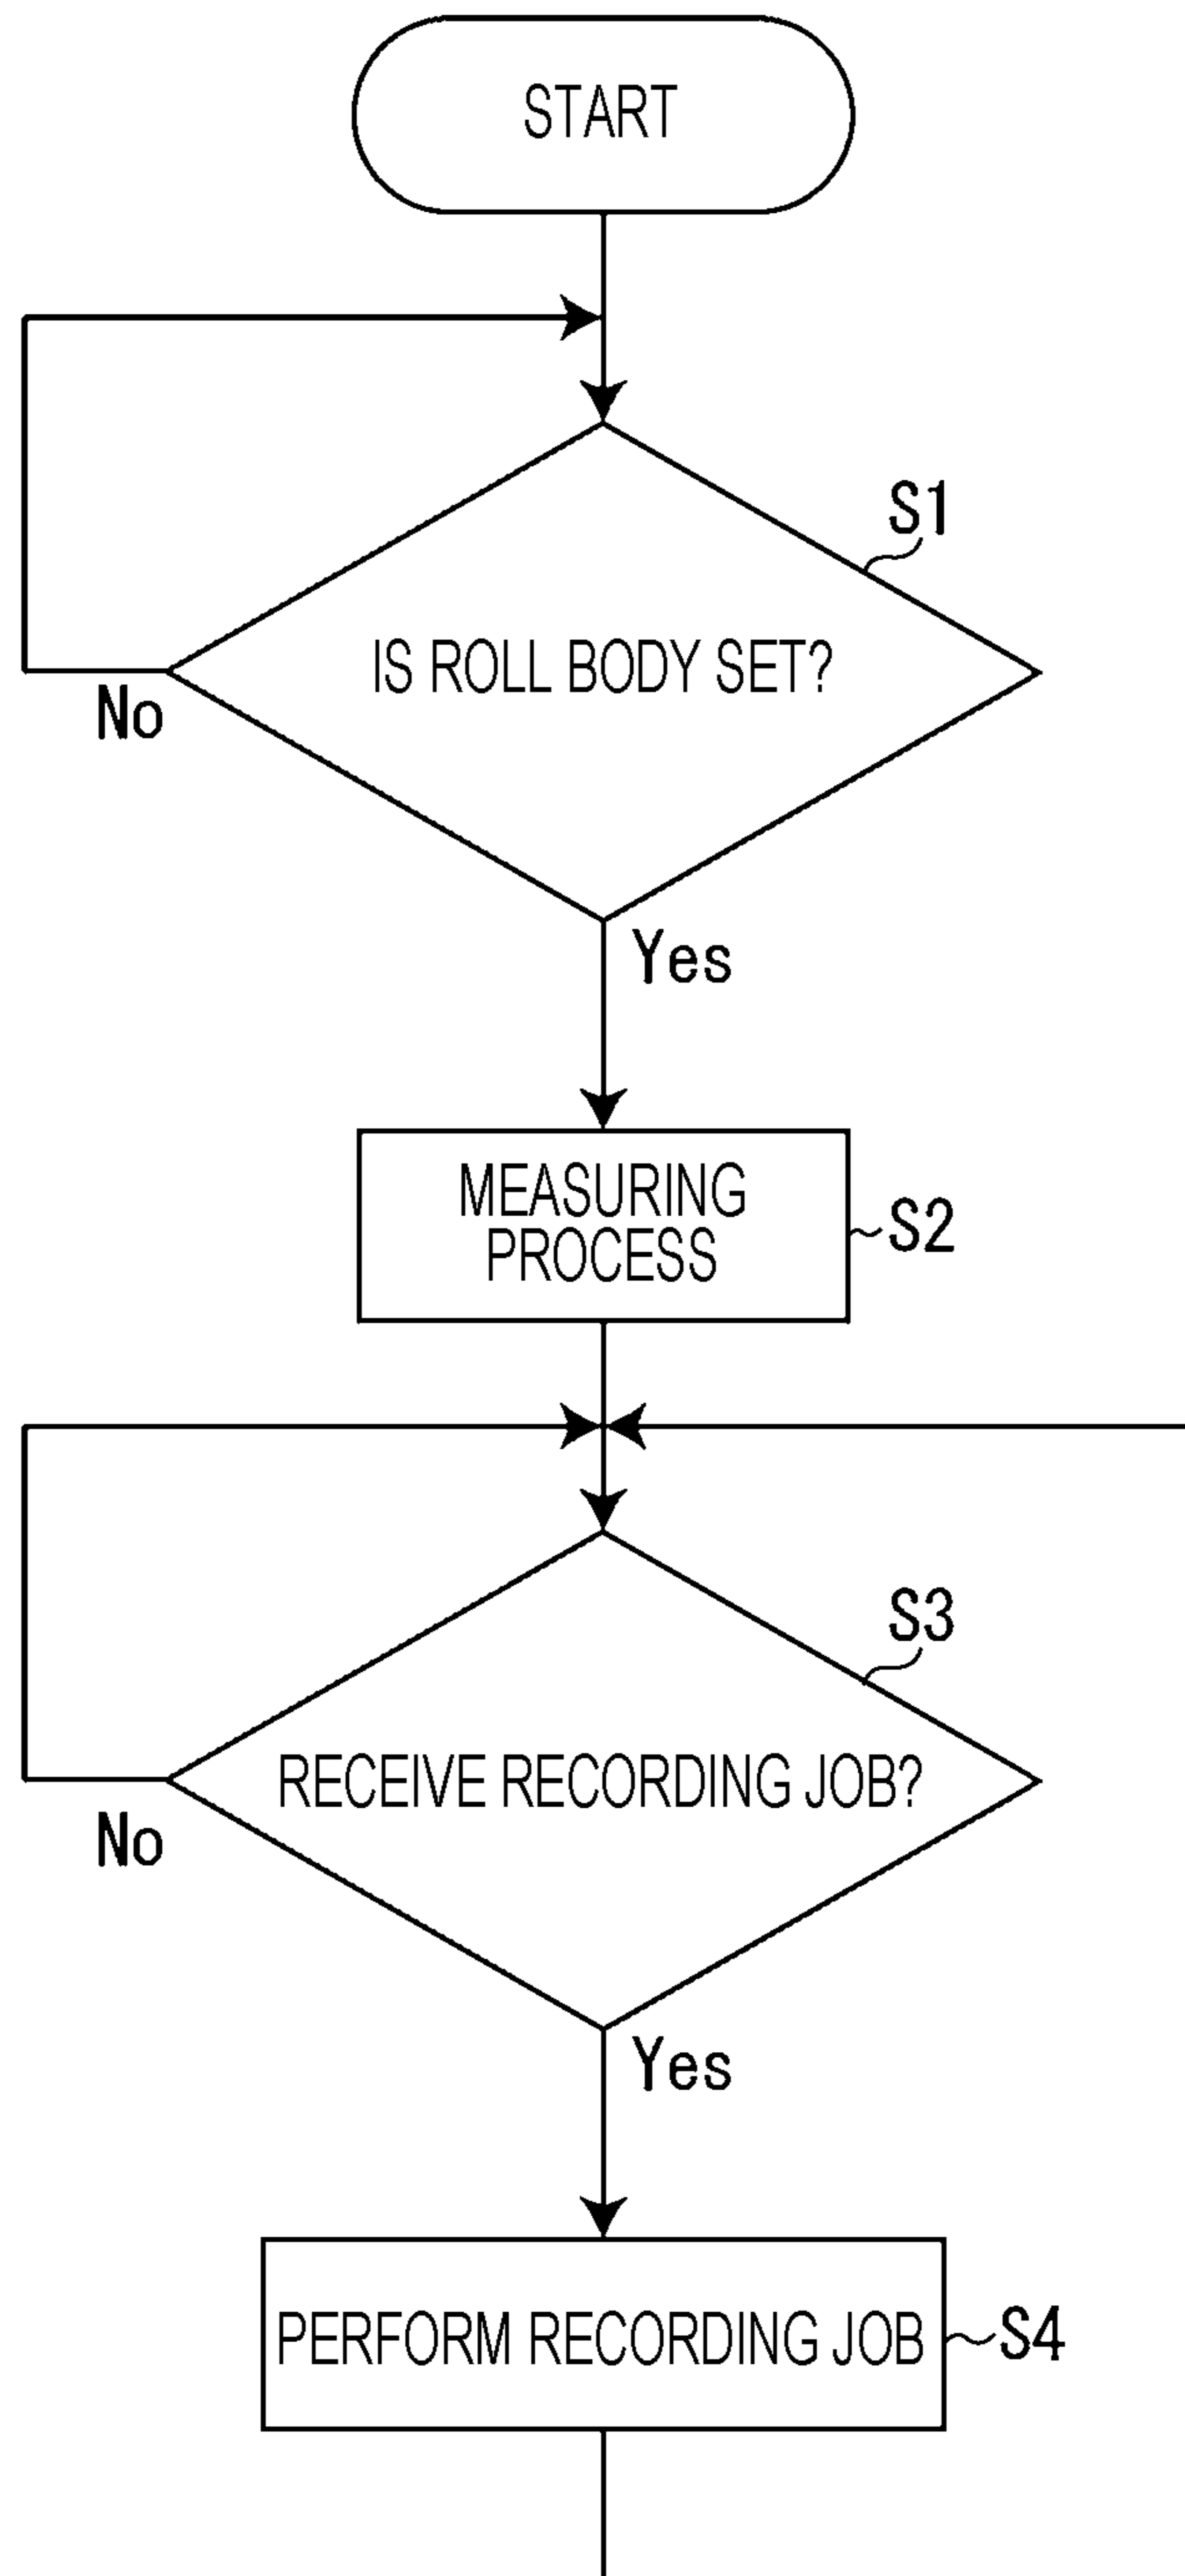 START
S1
IS ROLL BODY SET?
No
Yes
MEASURING
PROCESS
S2
S3
RECEIVE RECORDING JOB?
No
Yes
PERFORM RECORDING JOB
S4